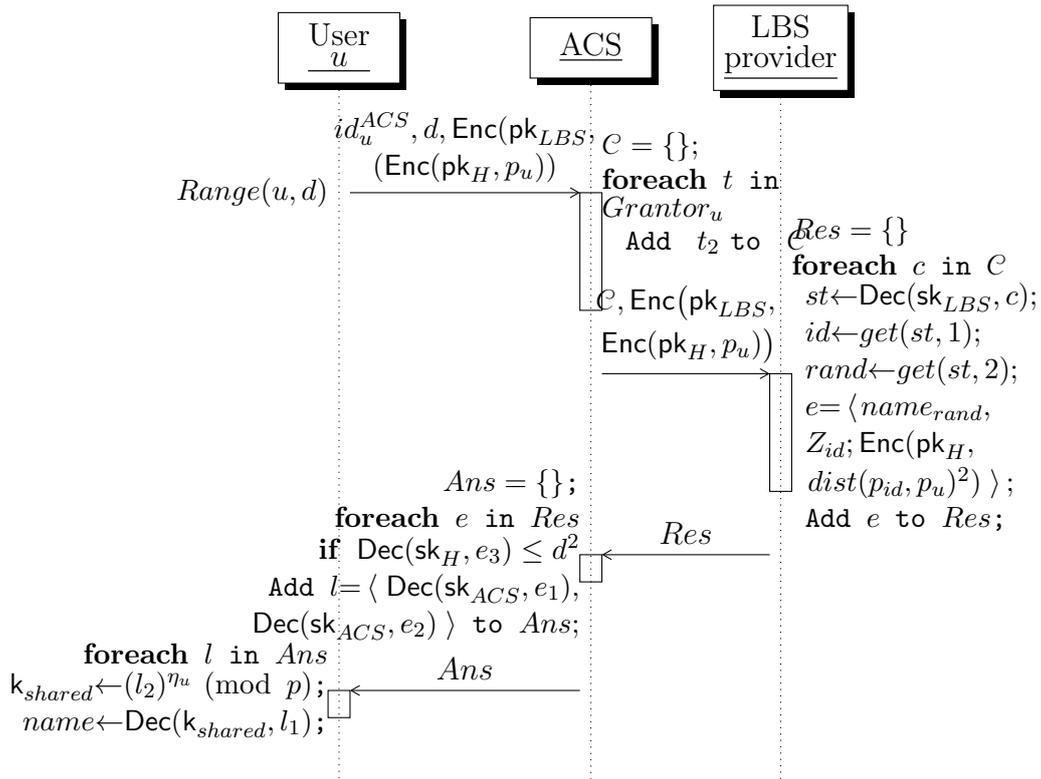 User
u
ACS
LBS
provider
id_u^{ACS}, d, Enc(pk_{LBS},
(Enc(pk_H, p_u))
Range(u, d)
𝒞 = {};
foreach t in
Grantor_u
Add t_2 to 𝒞
𝒞, Enc(pk_{LBS},
Enc(pk_H, p_u))
Res = {}
foreach c in 𝒞
st←Dec(sk_{LBS}, c);
id←get(st, 1);
rand←get(st, 2);
e=⟨name_{rand},
Z_{id}; Enc(pk_H,
dist(p_{id}, p_u)^2) ⟩;
Add e to Res;
Res
Ans = {};
foreach e in Res
if Dec(sk_H, e_3) ≤ d^2
Add l=⟨ Dec(sk_{ACS}, e_1),
Dec(sk_{ACS}, e_2) ⟩ to Ans;
Ans
foreach l in Ans
k_{shared}←(l_2)^{η_u} (mod p);
name←Dec(k_{shared}, l_1);